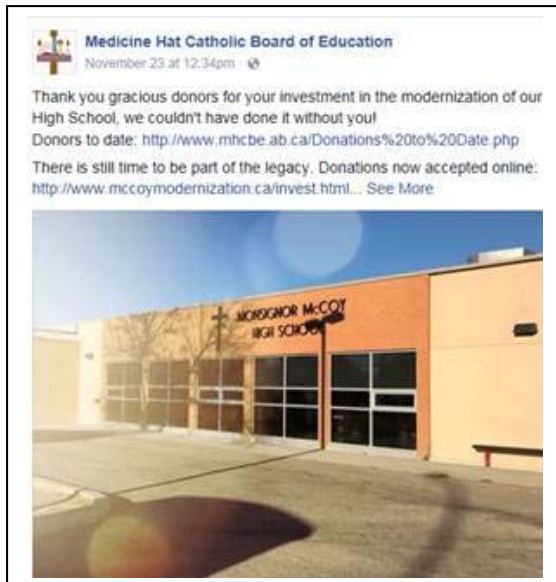 Medicine Hat Catholic Board of Education
November 23 at 12:34pm ·
Thank you gracious donors for your investment in the modernization of our
High School, we couldn't have done it without you!
Donors to date: http://www.mhcbe.ab.ca/Donations%20to%20Date.php
There is still time to be part of the legacy. Donations now accepted online:
http://www.mccoymodernization.ca/invest.html... See More
MONSIGNOR McCOY
HIGH SCHOOL